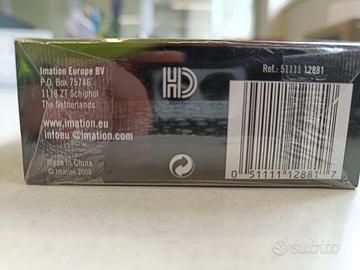 Imation Europe BV
P.O. Box 75745
1118 ZT Schiphol
The Netherlands
www.imation.eu
infoeu@imation.com
Made in China
© Imation 2008
HD
Ref.: 51111 12881
0 51111 12881 7
subito